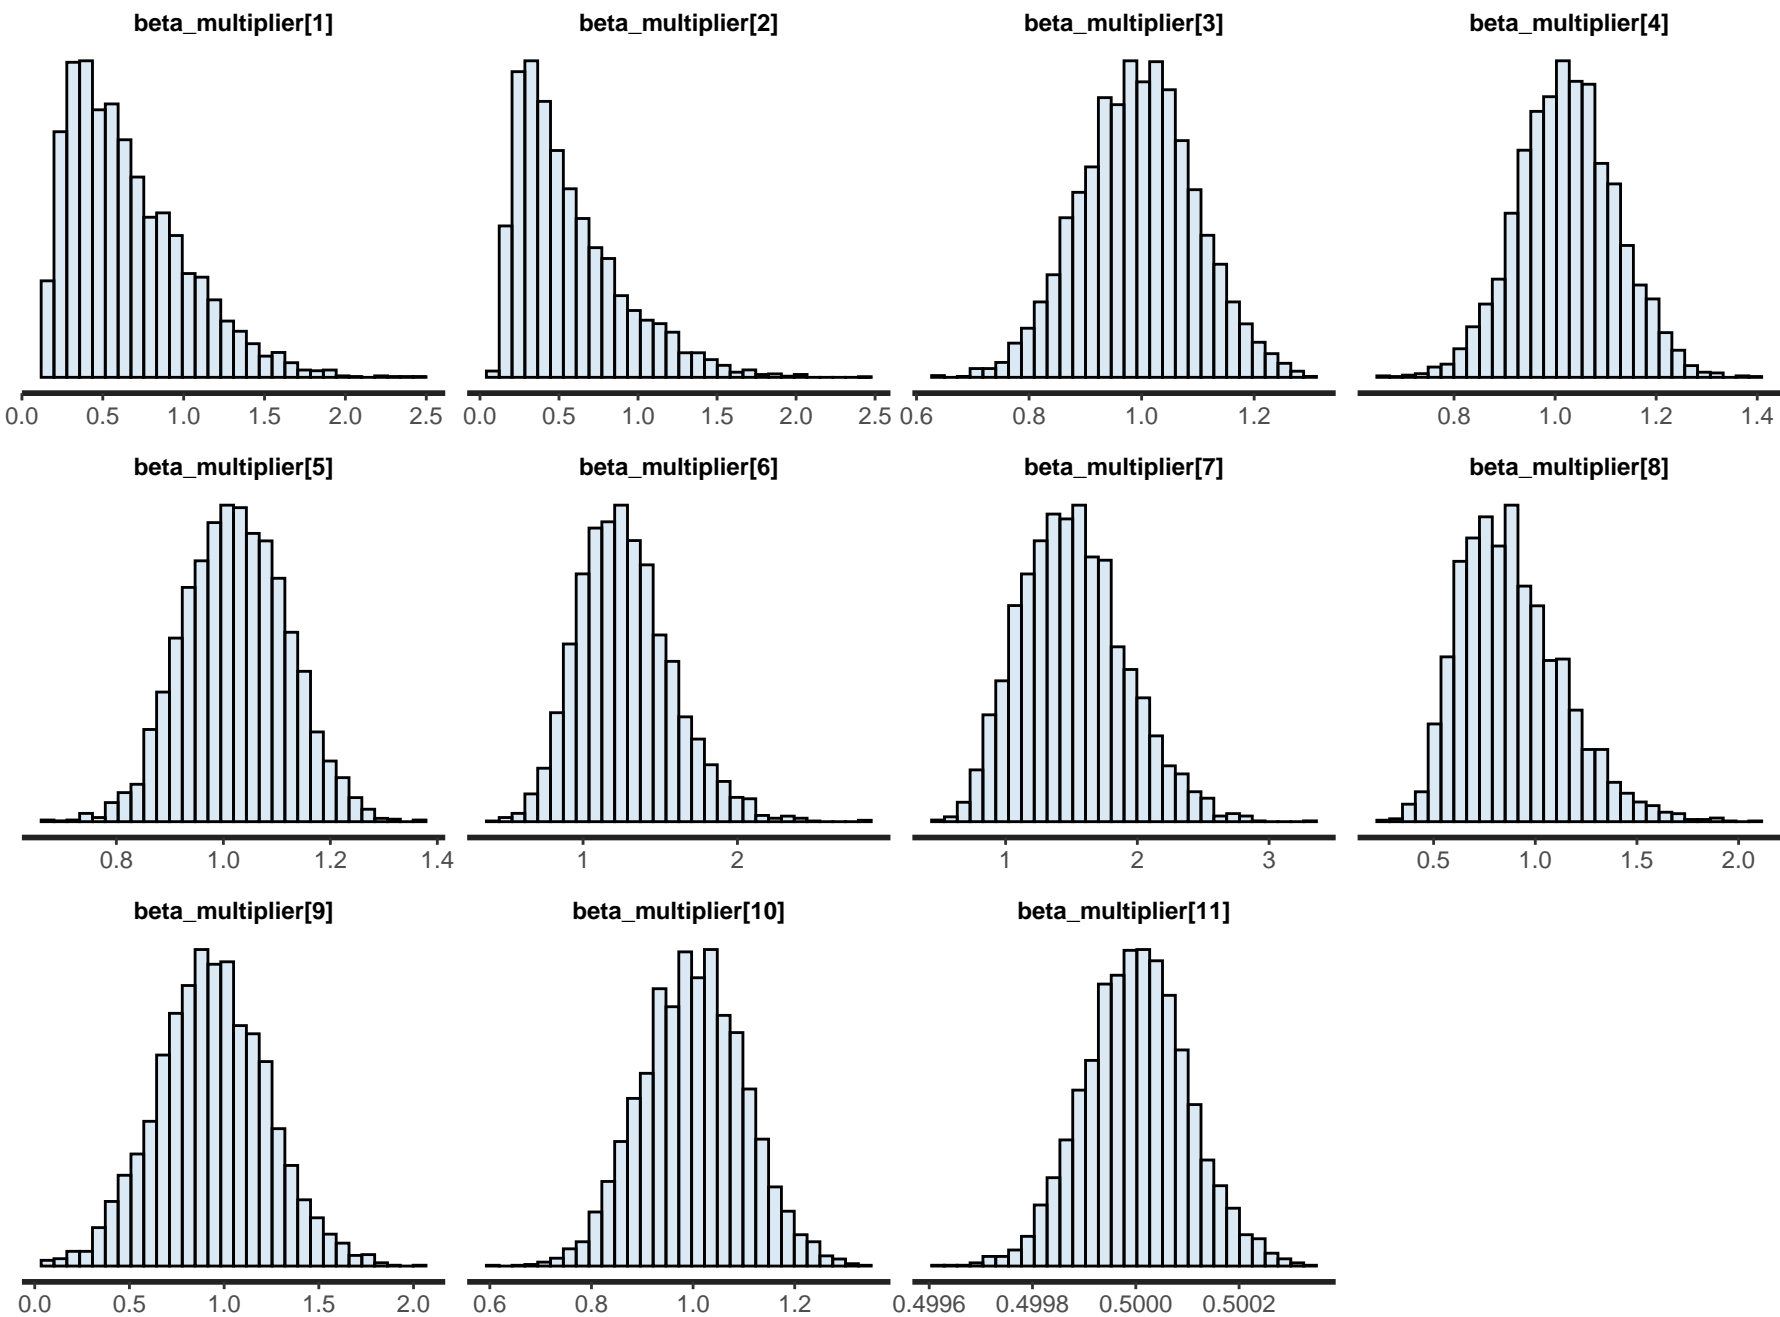 beta_multiplier[1] beta_multiplier[2] beta_multiplier[3] beta_multiplier[4]
0.0 0.5 1.0 1.5 2.0 2.5 0.0 0.5 1.0 1.5 2.0 2.5 0.6 0.8 1.0 1.2 0.8 1.0 1.2 1.4
beta_multiplier[5] beta_multiplier[6] beta_multiplier[7] beta_multiplier[8]
0.8 1.0 1.2 1.4 1 2 1 2 3 0.5 1.0 1.5 2.0
beta_multiplier[9] beta_multiplier[10] beta_multiplier[11]
0.0 0.5 1.0 1.5 2.0 0.6 0.8 1.0 1.2 0.4996 0.4998 0.5000 0.5002